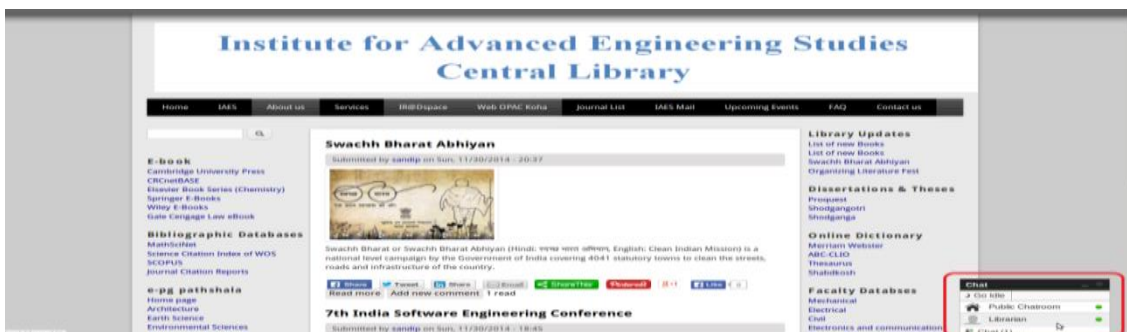 Institute for Advanced Engineering Studies
Central Library
Home IAES About us Services IR@Dspace Web OPAC Koha Journal List IAES Mail Upcoming Events FAQ Contact us
E-book
Cambridge University Press
CRCnetBASE
Elsevier Book Series (Chemistry)
Springer E-Books
Wiley E-Books
Gale Cengage Law eBook
Bibliographic Databases
MathSciNet
Science Citation Index of WOS
SCOPUS
Journal Citation Reports
e-pg pathshala
Home page
Architecture
Earth Science
Environmental Sciences
Swachh Bharat Abhiyan
Submitted by sandip on Sun, 11/30/2014 - 20:37
Swachh Bharat or Swachh Bharat Abhiyan (Hindi: स्वच्छ भारत अभियान, English: Clean Indian Mission) is a
national level campaign by the Government of India covering 4041 statutory towns to clean the streets,
roads and infrastructure of the country.
Share Tweet Share Email ShareThis Pinterest +1 Like 0
Read more Add new comment 1 read
7th India Software Engineering Conference
Submitted by sandip on Sun, 11/30/2014 - 18:45
Library Updates
List of new Books
List of new Books
Swachh Bharat Abhiyan
Organizing Literature Fest
Dissertations & Theses
Proquest
Shodgangotri
Shodganga
Online Dictionary
Merriam Webster
ABC-CLIO
Thesaurus
Shabdkosh
Faculty Databses
Mechanical
Electrical
Civil
Electronics and communication
Chat
Go Idle
Public Chatroom
Librarian
Chat (1)